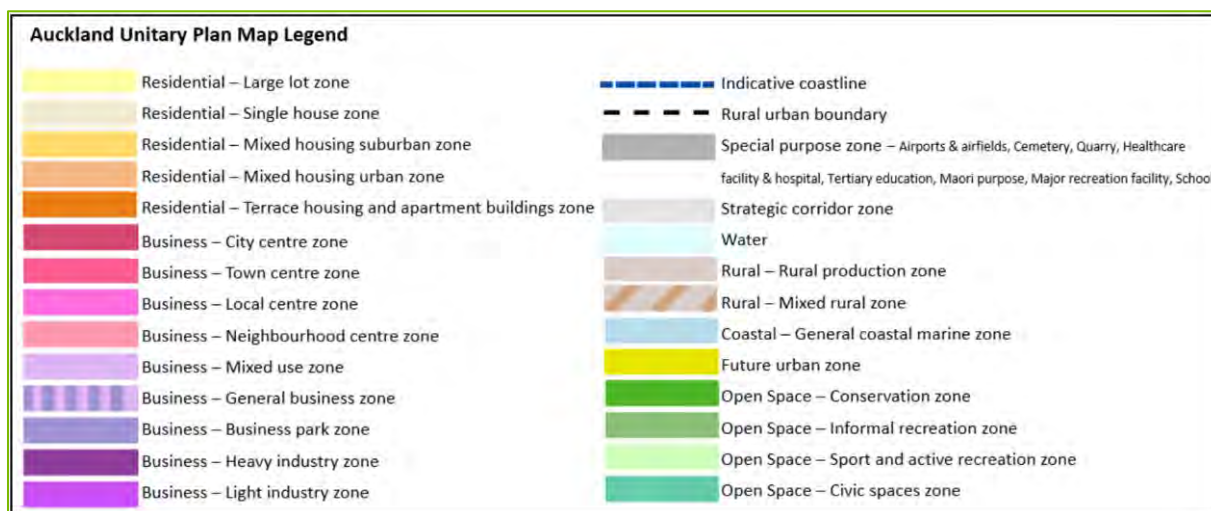 Auckland Unitary Plan Map Legend
Residential – Large lot zone
Residential – Single house zone
Residential – Mixed housing suburban zone
Residential – Mixed housing urban zone
Residential – Terrace housing and apartment buildings zone
Business – City centre zone
Business – Town centre zone
Business – Local centre zone
Business – Neighbourhood centre zone
Business – Mixed use zone
Business – General business zone
Business – Business park zone
Business – Heavy industry zone
Business – Light industry zone
Indicative coastline
Rural urban boundary
Special purpose zone – Airports & airfields, Cemetery, Quarry, Healthcare
facility & hospital, Tertiary education, Maori purpose, Major recreation facility, School
Strategic corridor zone
Water
Rural – Rural production zone
Rural – Mixed rural zone
Coastal – General coastal marine zone
Future urban zone
Open Space – Conservation zone
Open Space – Informal recreation zone
Open Space – Sport and active recreation zone
Open Space – Civic spaces zone